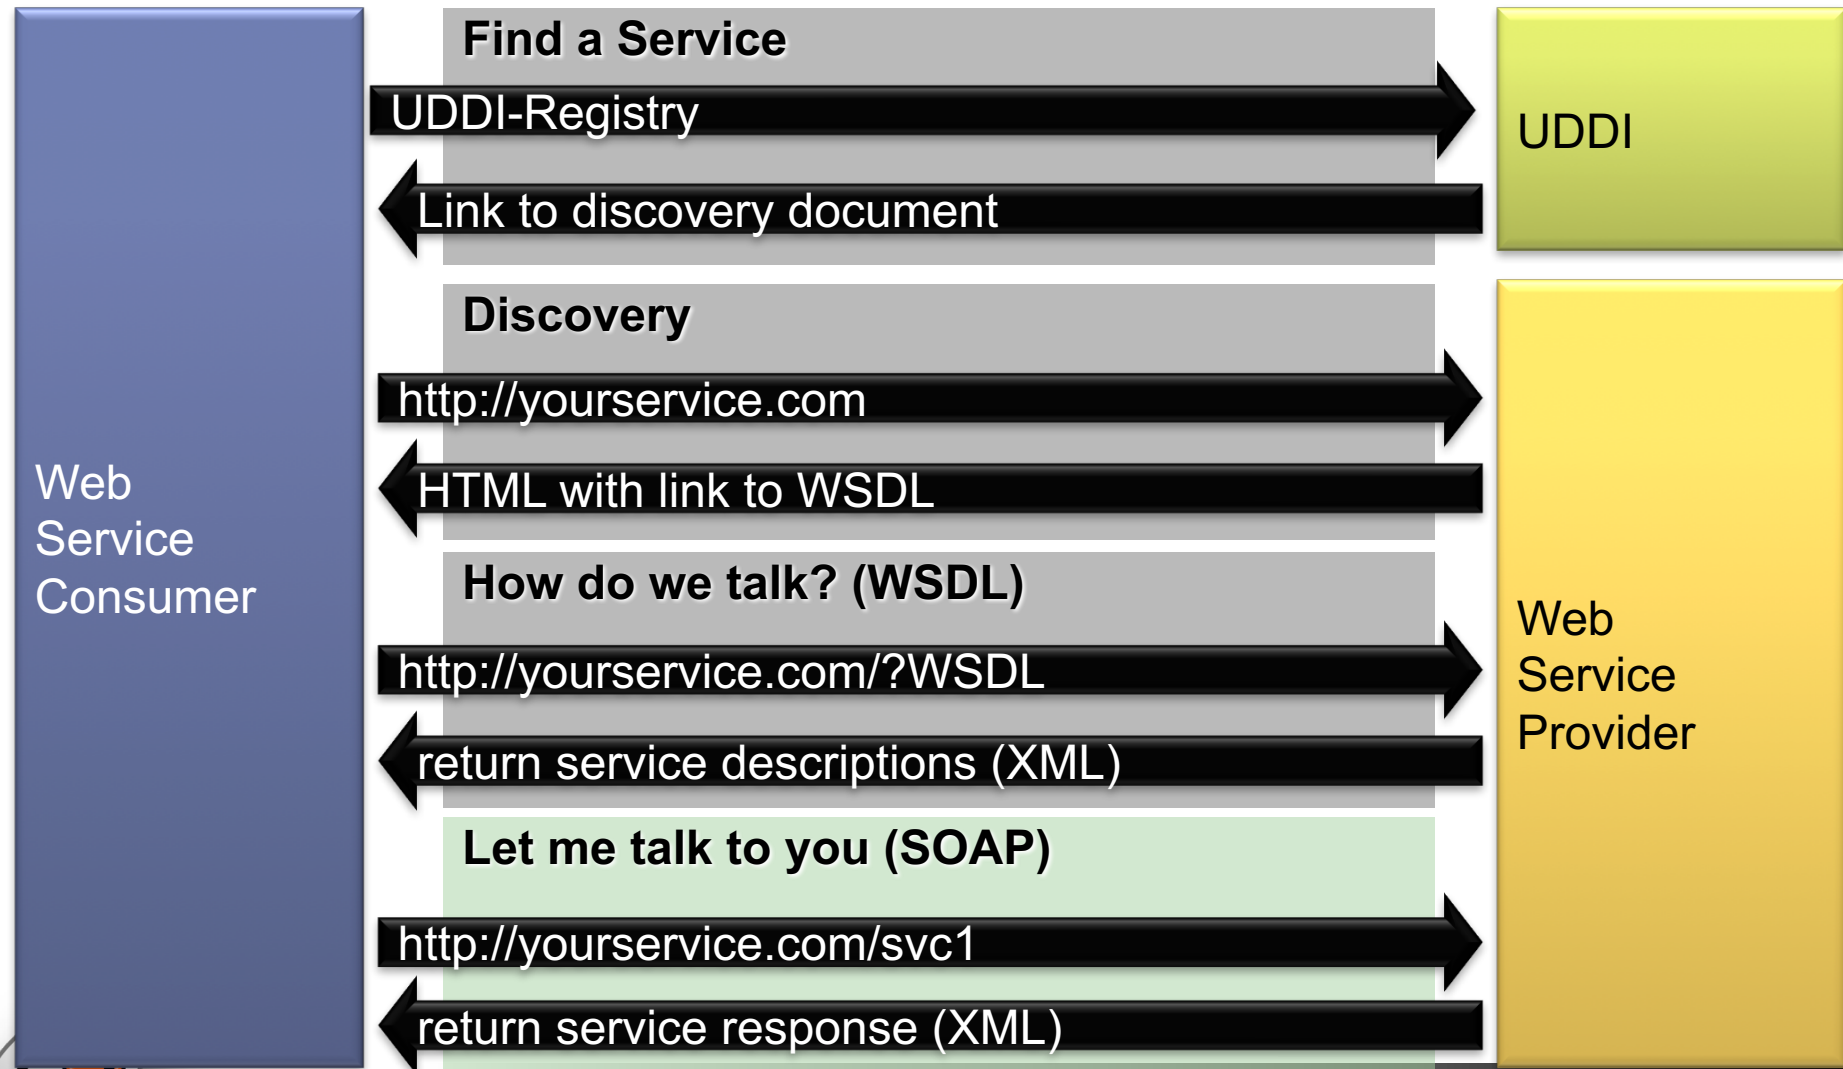 Find a Service
UDDI-Registry
Link to discovery document
UDDI
Discovery
http://yourservice.com
HTML with link to WSDL
Web
Service
Consumer
How do we talk? (WSDL)
http://yourservice.com/?WSDL
return service descriptions (XML)
Web
Service
Provider
Let me talk to you (SOAP)
http://yourservice.com/svc1
return service response (XML)